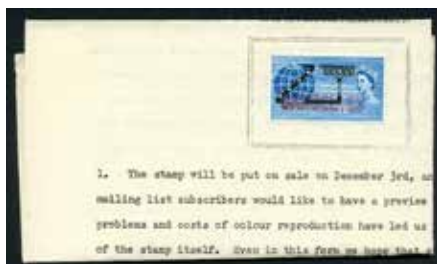 1. The stamp will be put on sale on December 3rd, an
mailing list subscribers would like to have a preview
problems and costs of colour reproduction have led us
of the stamp itself. Even in this form we hope that